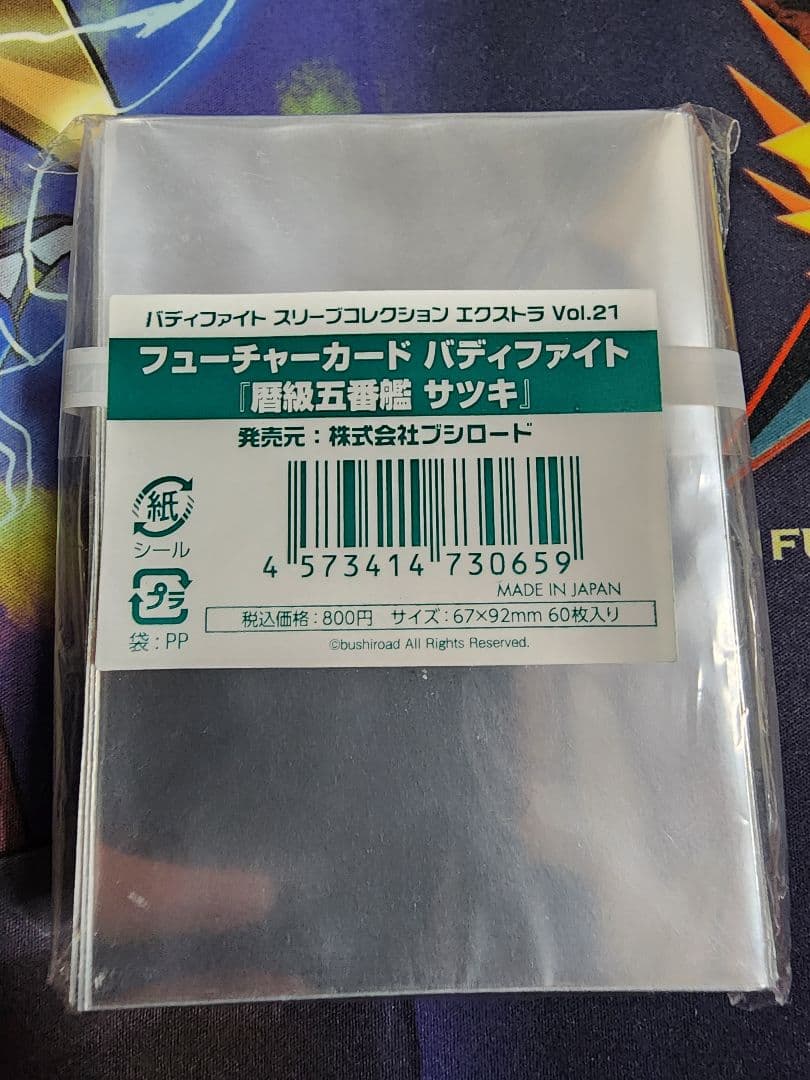 バディファイト スリーブコレクション エクストラ Vol.21
フューチャーカード バディファイト
『暦級五番艦 サツキ』
発売元：株式会社ブシロード
紙
シール
4 573414 730659
MADE IN JAPAN
プラ
袋：PP
税込価格：800円 サイズ：67×92mm 60枚入り
©bushiroad All Rights Reserved.
FU